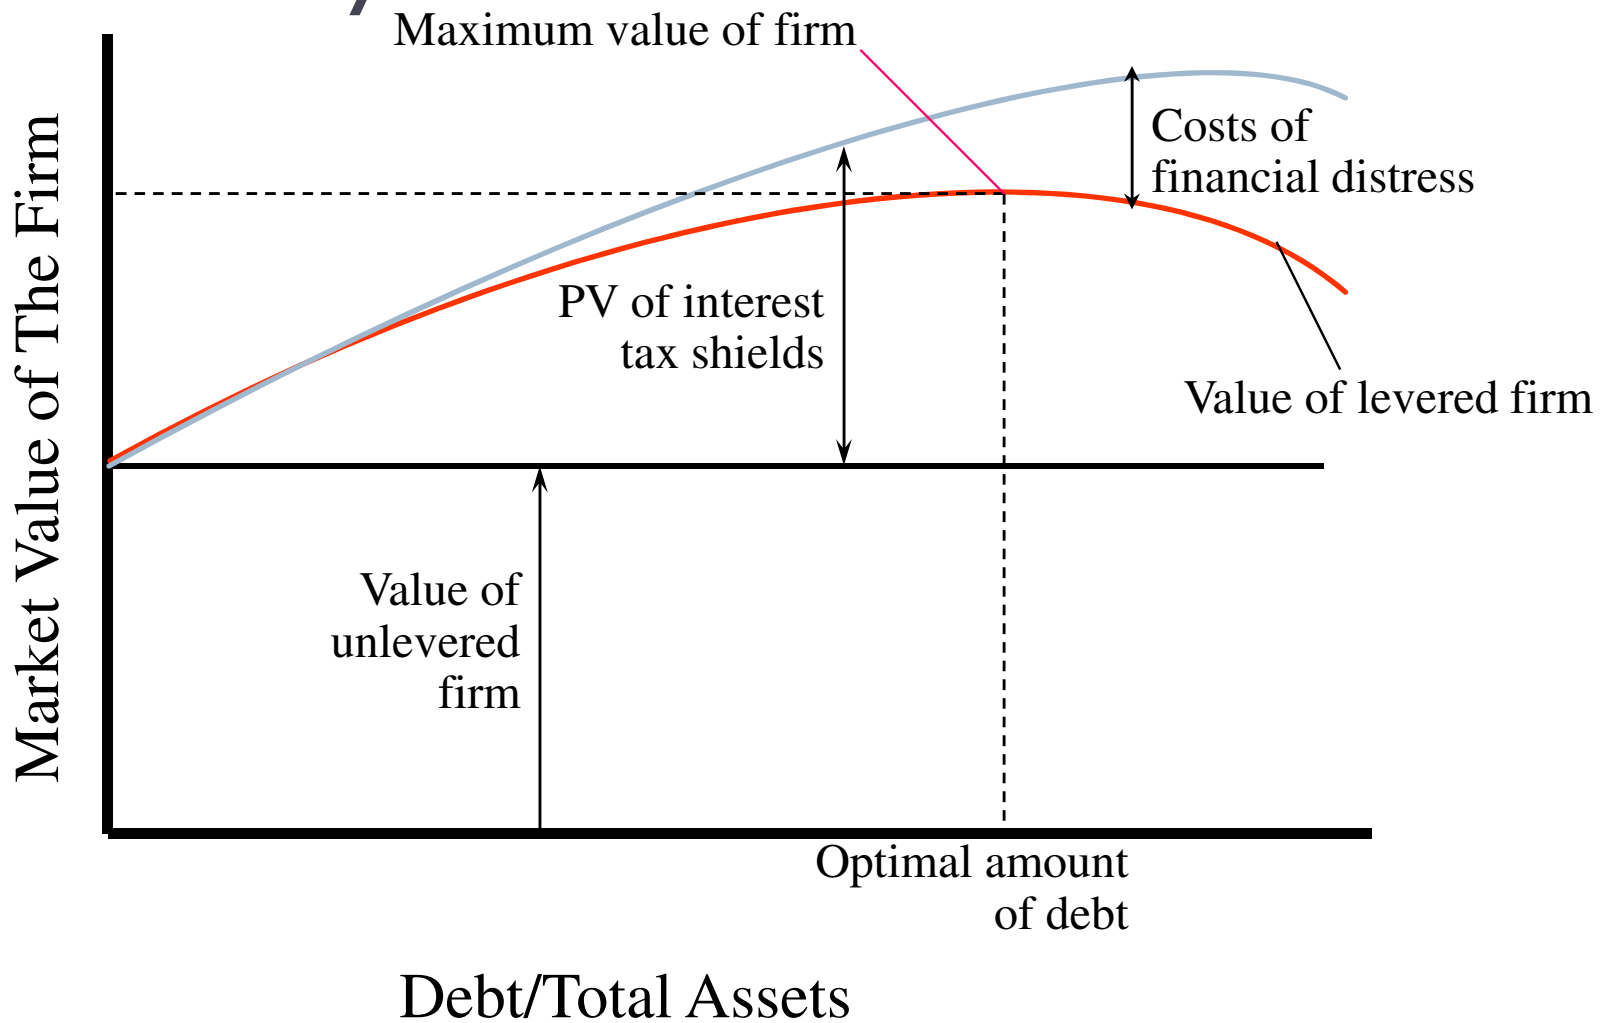 Maximum value of firm
Costs of
financial distress
PV of interest
tax shields
Value of levered firm
Value of
unlevered
firm
Optimal amount
of debt
Debt/Total Assets
Market Value of The Firm